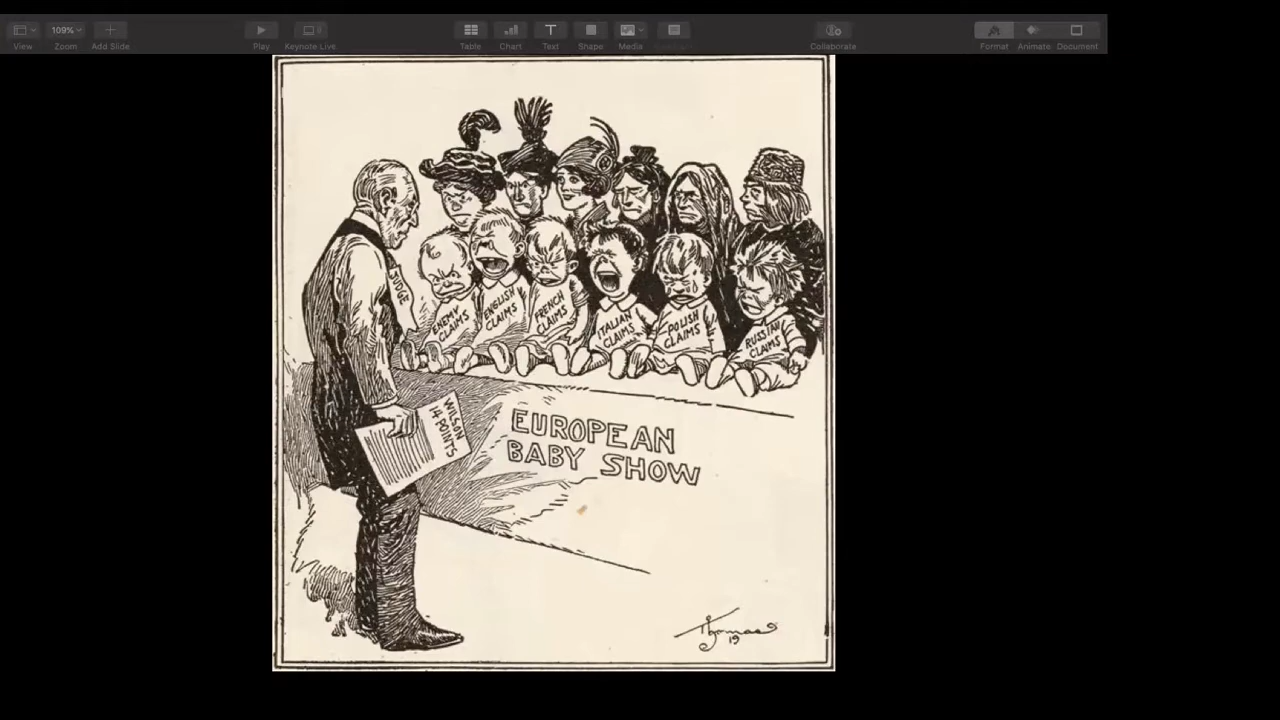 109%
View
Zoom
Add Slide
Play
Keynote Live
Table
Chart
Text
Shape
Media
Collaborate
Format
Animate
Document
JUDGE
ENEMY
CLAIMS
ENGLISH
CLAIMS
FRENCH
CLAIMS
ITALIAN
CLAIMS
POLISH
CLAIMS
RUSSIAN
CLAIMS
WILSON
14 POINTS
EUROPEAN
BABY SHOW
Thomas
19